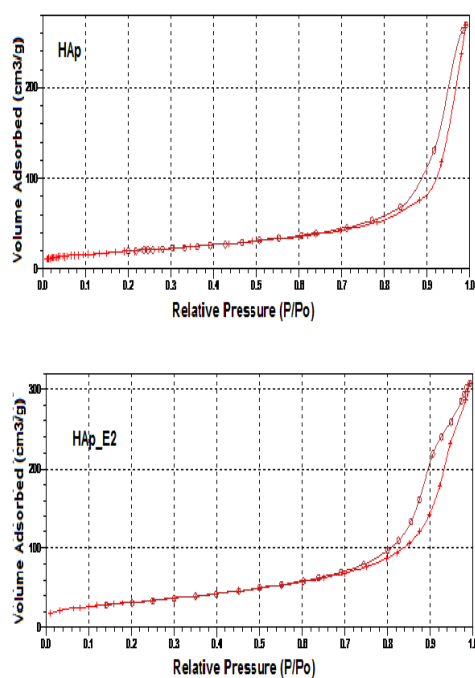 HAp
Volume Adsorbed (cm3/g)
200
100
0
0.0 0.1 0.2 0.3 0.4 0.5 0.6 0.7 0.8 0.9 1.0
Relative Pressure (P/Po)
HAp_E2
Volume Adsorbed (cm3/g)
300
200
100
0
0.0 0.1 0.2 0.3 0.4 0.5 0.6 0.7 0.8 0.9 1.0
Relative Pressure (P/Po)